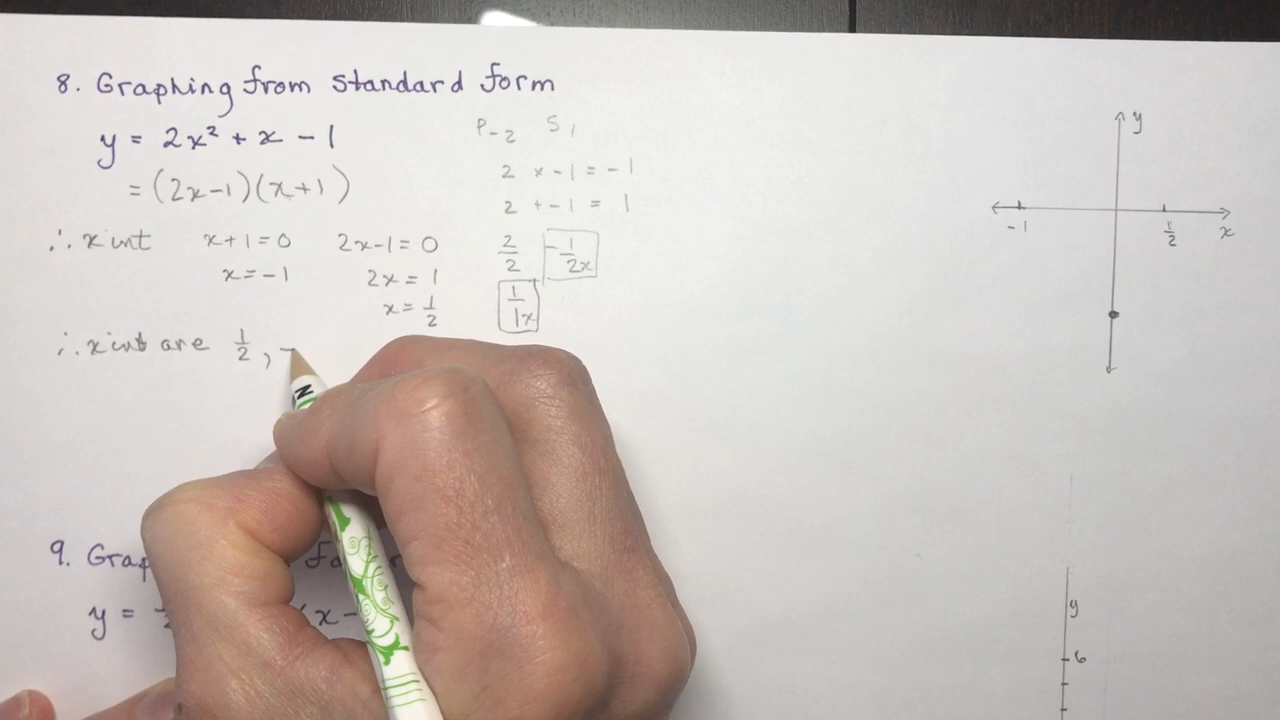 8. Graphing from standard form
y = 2x² + x - 1
= (2x-1)(x+1)
∴ x int x+1=0 2x-1=0
x=-1 2x=1
x=1/2
∴ x int are 1/2, -
P-2 S1
2 x -1 = -1
2 + -1 = 1
2/2 -1/2x
1/1x
y
-1 1/2 x
9. Grap
y =
y
6